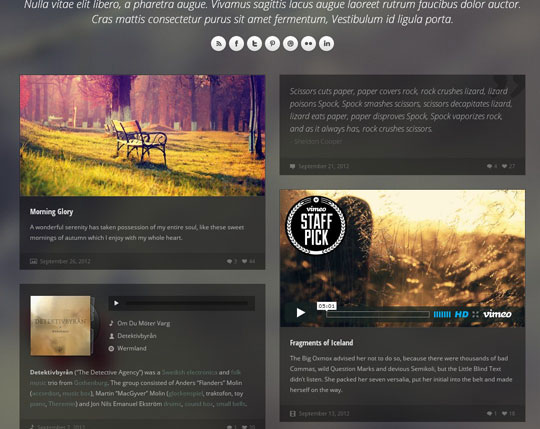 Nulla vitae elit libero, a pharetra augue. Vivamus sagittis lacus augue laoreet rutrum faucibus dolor auctor.
Cras mattis consectetur purus sit amet fermentum, Vestibulum id ligula porta.
Morning Glory
A wonderful serenity has taken possession of my entire soul, like these sweet
mornings of autumn which I enjoy with my whole heart.
September 26, 2012
44
DETEKTIVBYRÅN
Om Du Möter Varg
Detektivbyrån
Wermland
Detektivbyrån ("The Detective Agency") was a Swedish electronica and folk
music trio from Gothenburg. The group consisted of Anders "Flanders" Molin
(accordion, music box), Martin "MacGyver" Molin (glockenspiel, traktofon, toy
piano, Theremin) and Jon Nils Emanuel Ekström drums, sound box, small bells.
Scissors cuts paper, paper covers rock, rock crushes lizard, lizard
poisons Spock, Spock smashes scissors, scissors decapitates lizard,
lizard eats paper, paper disproves Spock, Spock vaporizes rock,
and as it always has, rock crushes scissors.
- Sheldon Cooper
September 21, 2012
4 27
vimeo
STAFF
PICK
05:01
HD vimeo
Fragments of Iceland
The Big Oxmox advised her not to do so, because there were thousands of bad
Commas, wild Question Marks and devious Semikoli, but the Little Blind Text
didn't listen. She packed her seven versalia, put her initial into the belt and made
herself on the way.
September 13, 2012
1 18